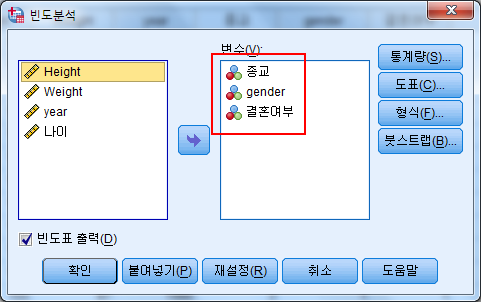 빈도분석
변수(V):
Height
Weight
year
나이
종교
gender
결혼여부
통계량(S)...
도표(C)...
형식(F)...
붓스트랩(B)...
빈도표 출력(D)
확인
붙여넣기(P)
재설정(R)
취소
도움말